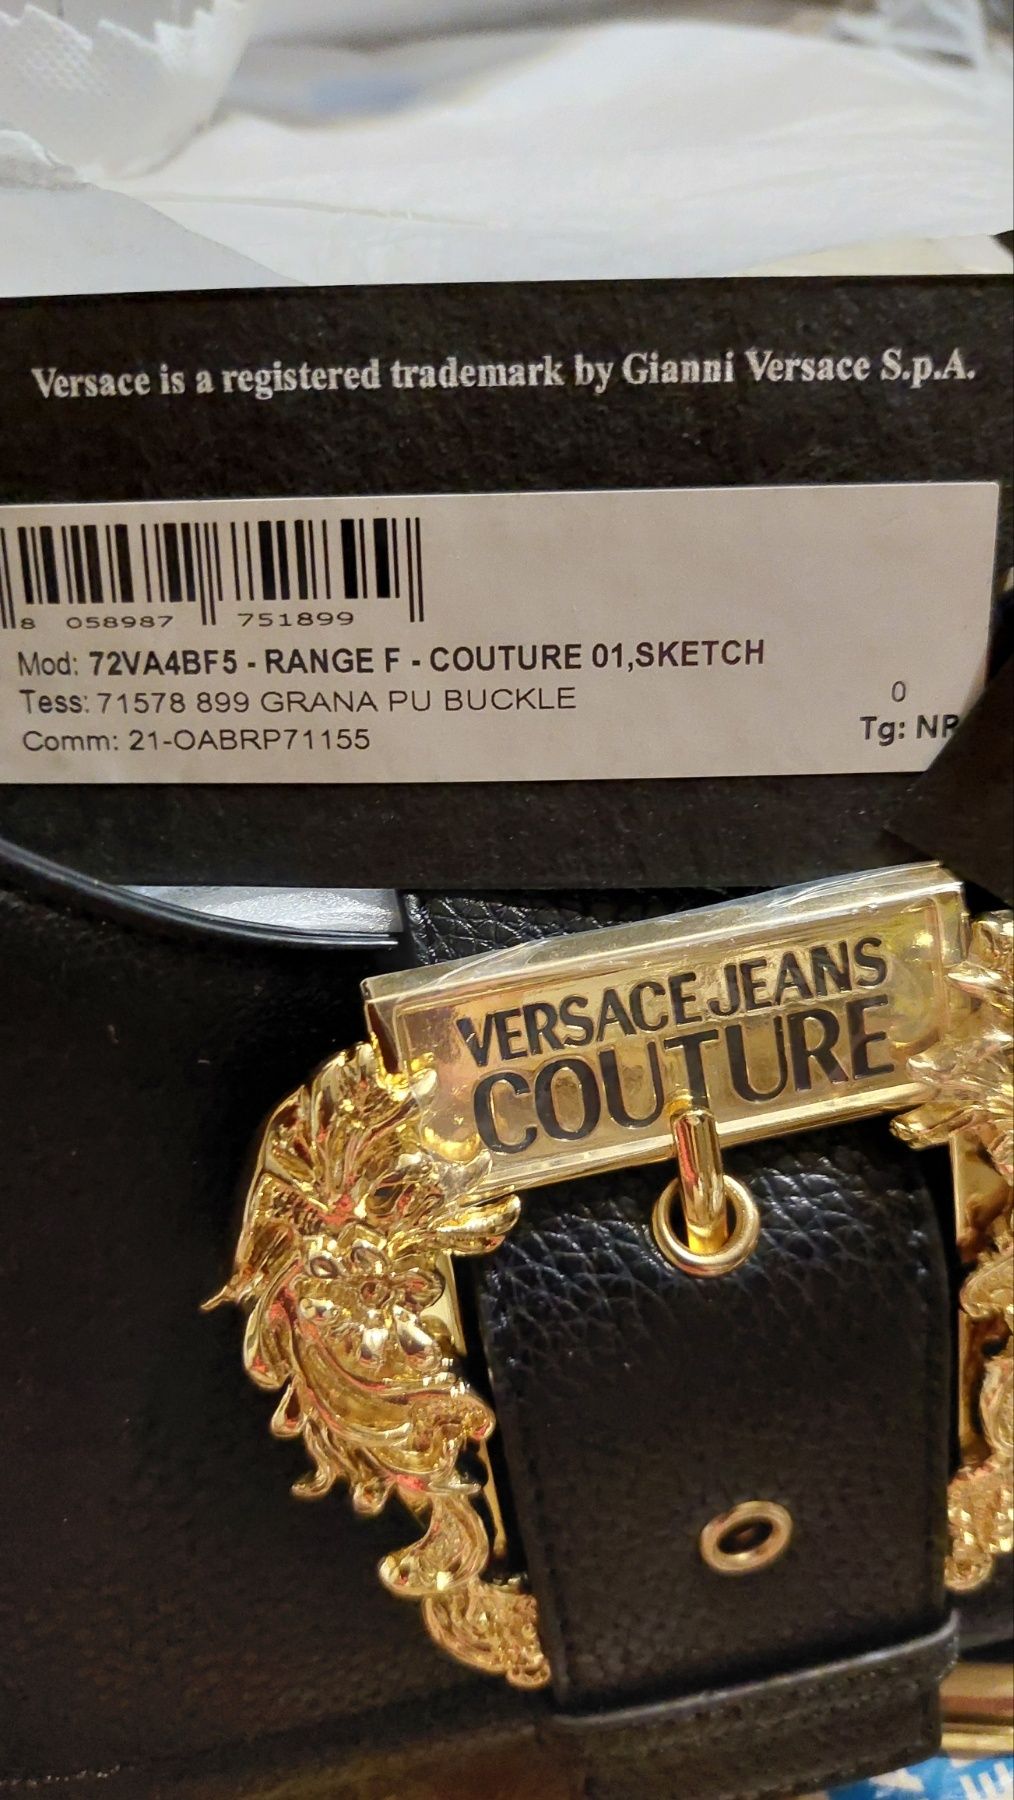 Versace is a registered trademark by Gianni Versace S.p.A.
8 058987 751899
Mod: 72VA4BF5 - RANGE F - COUTURE 01,SKETCH
Tess: 71578 899 GRANA PU BUCKLE
0
Comm: 21-OABRP71155
Tg: NR
VERSACE JEANS
COUTURE